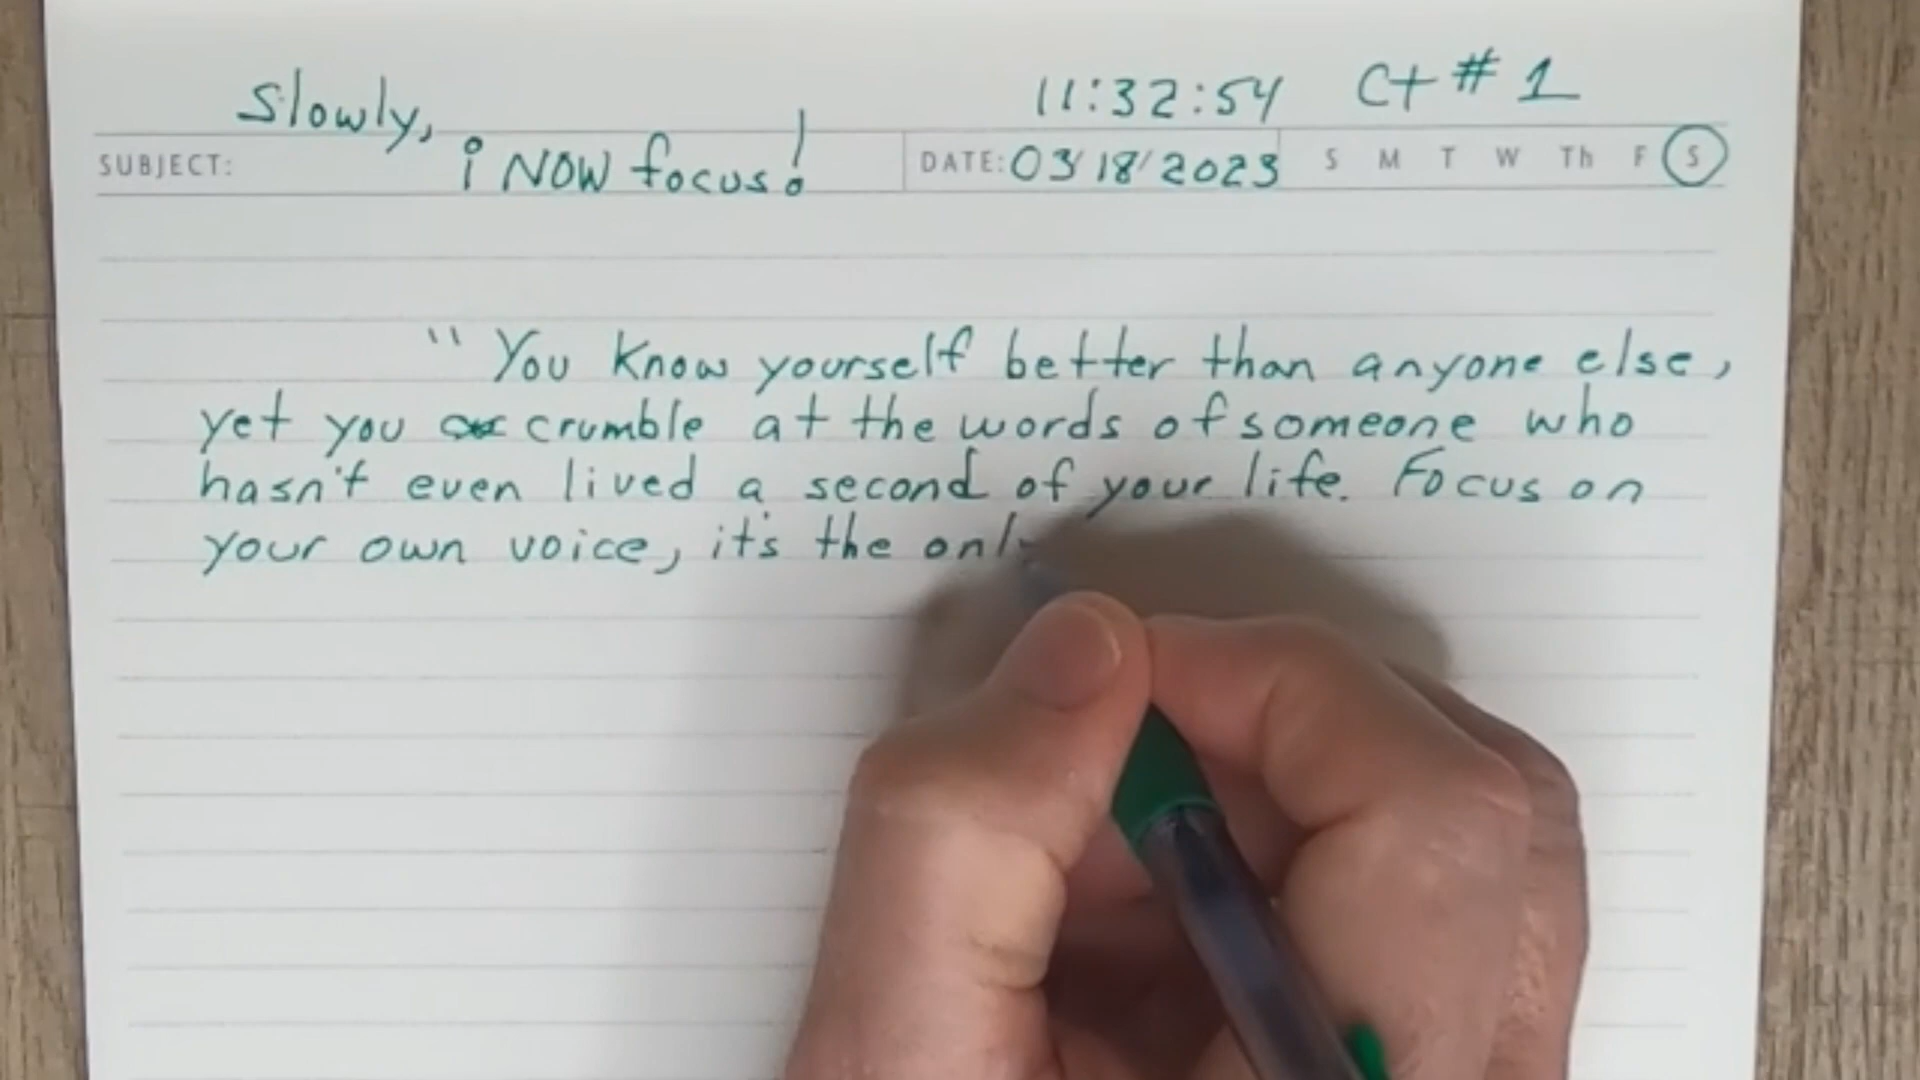 Slowly, 11:32:54 Ct # 1
SUBJECT: i NOW focus! DATE: 03/18/2023 S M T W Th F S
" You Know yourself better than anyone else,
yet you crumble at the words of someone who
hasn't even lived a second of your life. Focus on
your own voice, it's the only